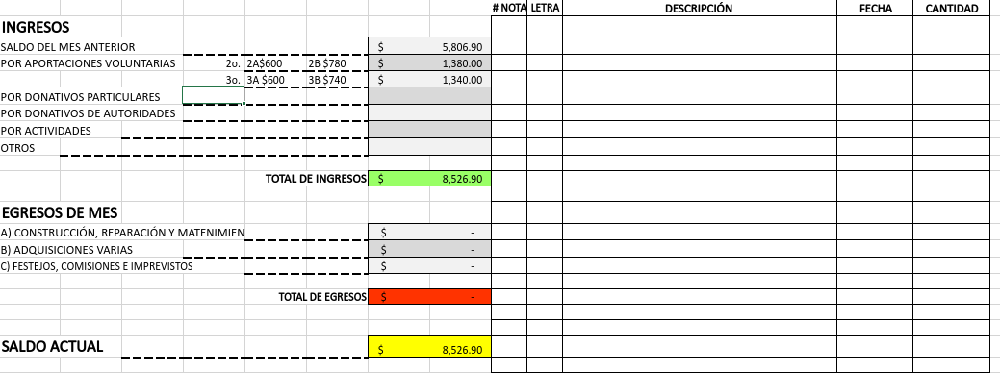 # NOTA LETRA DESCRIPCIÓN FECHA CANTIDAD
INGRESOS
SALDO DEL MES ANTERIOR $ 5,806.90
POR APORTACIONES VOLUNTARIAS 2o. 2A$600 2B $780 $ 1,380.00
3o. 3A $600 3B $740 $ 1,340.00
POR DONATIVOS PARTICULARES
POR DONATIVOS DE AUTORIDADES
POR ACTIVIDADES
OTROS
TOTAL DE INGRESOS $ 8,526.90
EGRESOS DE MES
A) CONSTRUCCIÓN, REPARACIÓN Y MATENIMIEN $ -
B) ADQUISICIONES VARIAS $ -
C) FESTEJOS, COMISIONES E IMPREVISTOS $ -
TOTAL DE EGRESOS $ -
SALDO ACTUAL $ 8,526.90